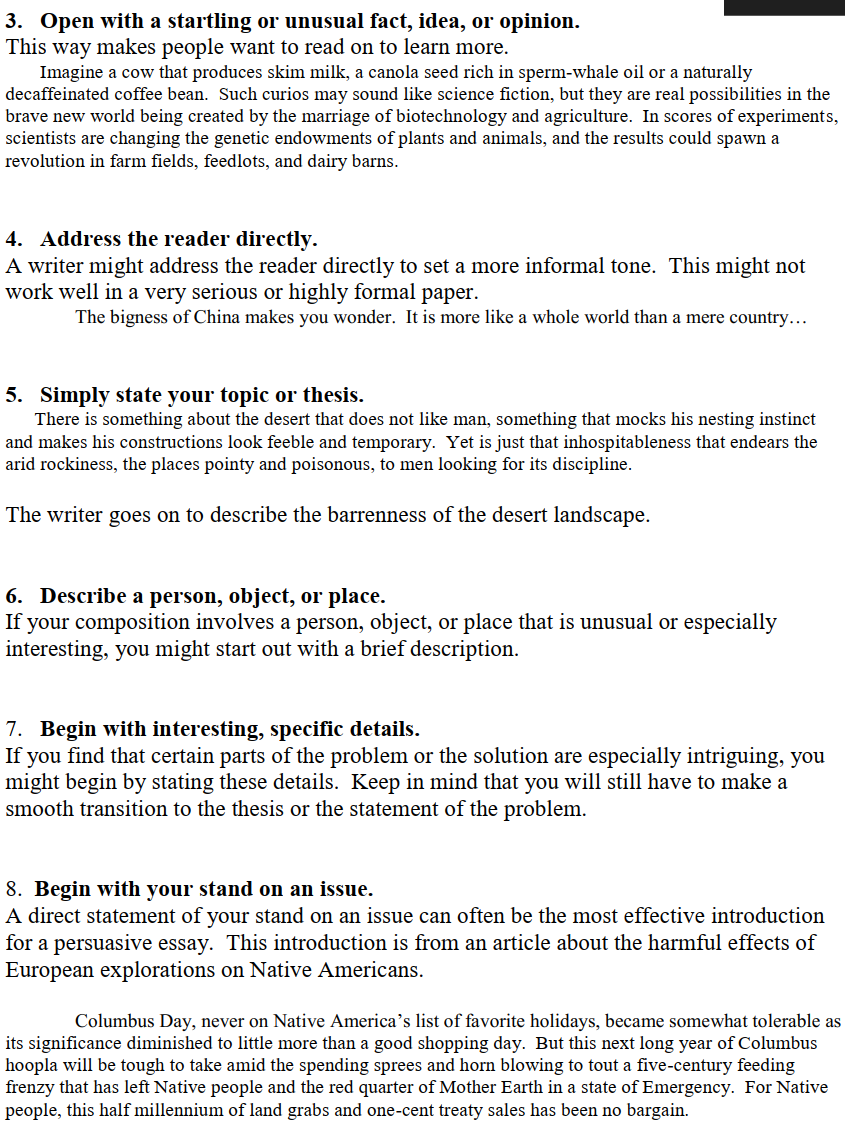 3. Open with a startling or unusual fact, idea, or opinion.
This way makes people want to read on to learn more.
Imagine a cow that produces skim milk, a canola seed rich in sperm-whale oil or a naturally
decaffeinated coffee bean. Such curios may sound like science fiction, but they are real possibilities in the
brave new world being created by the marriage of biotechnology and agriculture. In scores of experiments,
scientists are changing the genetic endowments of plants and animals, and the results could spawn a
revolution in farm fields, feedlots, and dairy barns.
4. Address the reader directly.
A writer might address the reader directly to set a more informal tone. This might not
work well in a very serious or highly formal paper.
The bigness of China makes you wonder. It is more like a whole world than a mere country…
5. Simply state your topic or thesis.
There is something about the desert that does not like man, something that mocks his nesting instinct
and makes his constructions look feeble and temporary. Yet is just that inhospitableness that endears the
arid rockiness, the places pointy and poisonous, to men looking for its discipline.
The writer goes on to describe the barrenness of the desert landscape.
6. Describe a person, object, or place.
If your composition involves a person, object, or place that is unusual or especially
interesting, you might start out with a brief description.
7. Begin with interesting, specific details.
If you find that certain parts of the problem or the solution are especially intriguing, you
might begin by stating these details. Keep in mind that you will still have to make a
smooth transition to the thesis or the statement of the problem.
8. Begin with your stand on an issue.
A direct statement of your stand on an issue can often be the most effective introduction
for a persuasive essay. This introduction is from an article about the harmful effects of
European explorations on Native Americans.
Columbus Day, never on Native America's list of favorite holidays, became somewhat tolerable as
its significance diminished to little more than a good shopping day. But this next long year of Columbus
hoopla will be tough to take amid the spending sprees and horn blowing to tout a five-century feeding
frenzy that has left Native people and the red quarter of Mother Earth in a state of Emergency. For Native
people, this half millennium of land grabs and one-cent treaty sales has been no bargain.